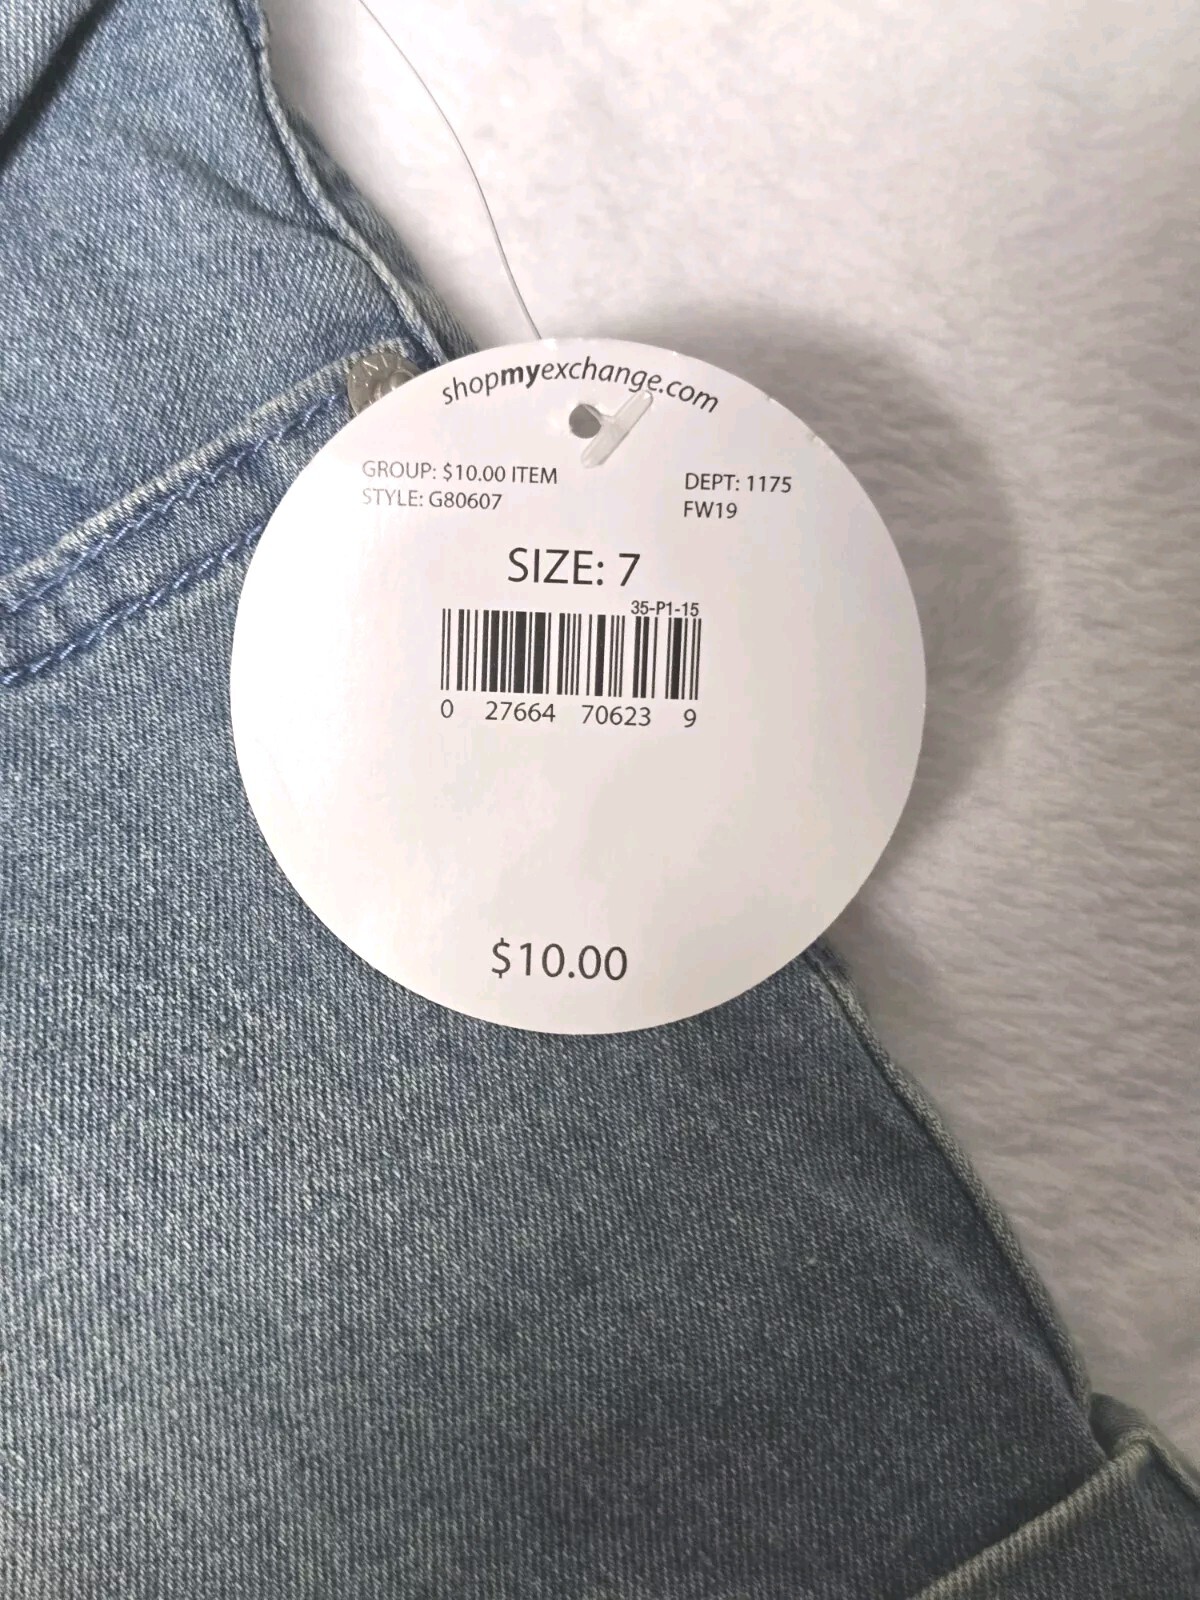 shopmyexchange.com
GROUP: $10.00 ITEM
STYLE: G80607
DEPT: 1175
FW19
SIZE: 7
35-P1-15
0 27664 70623 9
$10.00